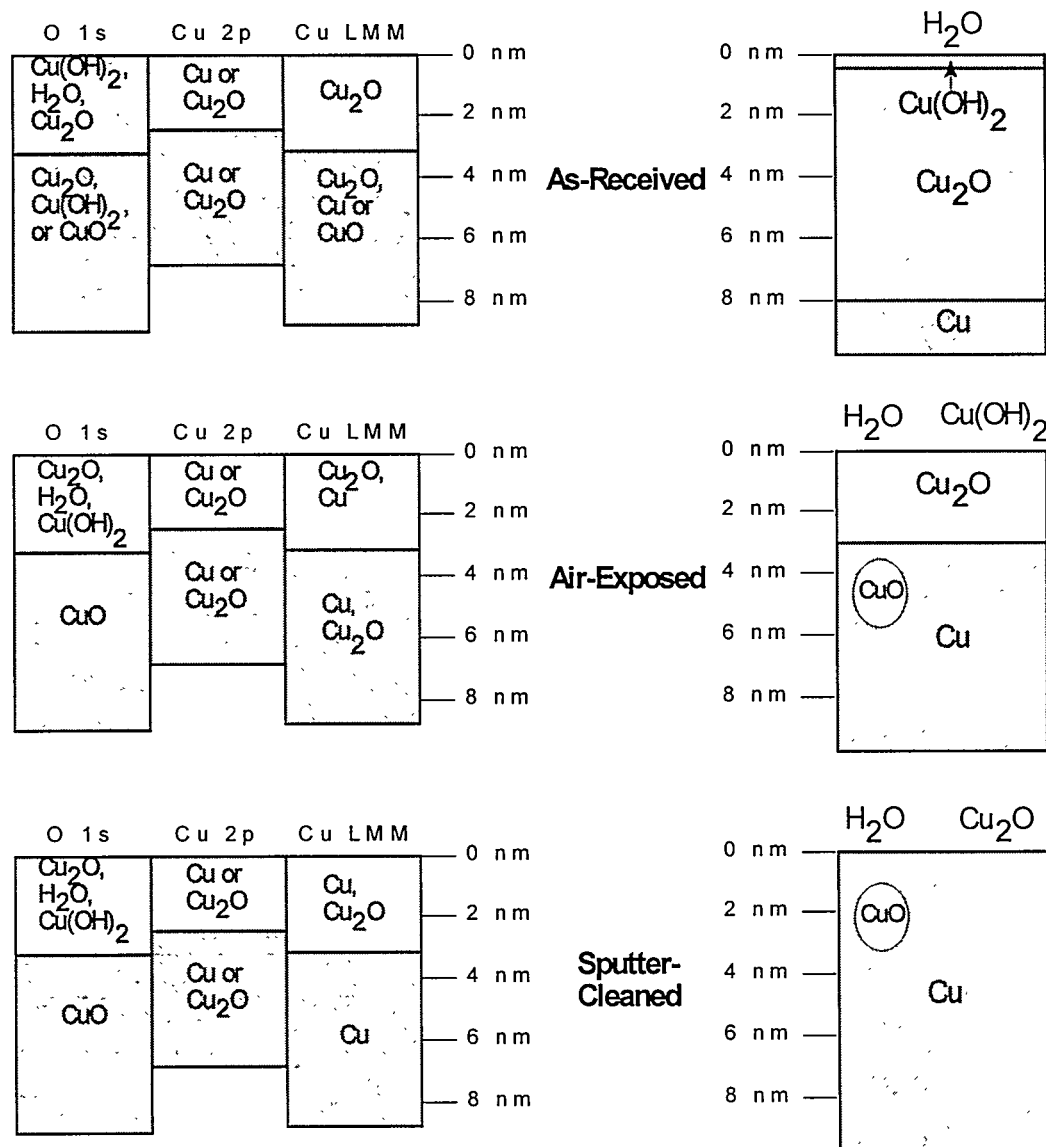 O 1s Cu 2p Cu LMM
Cu(OH)₂,
H₂O,
Cu₂O
Cu or
Cu₂O
Cu₂O
Cu₂O,
Cu(OH)₂,
or CuO
Cu or
Cu₂O
Cu₂O,
Cu or
CuO
0 nm
2 nm
4 nm
6 nm
8 nm
As-Received
0 nm
2 nm
4 nm
6 nm
8 nm
H₂O
Cu(OH)₂
Cu₂O
Cu
O 1s Cu 2p Cu LMM
Cu₂O,
H₂O,
Cu(OH)₂
Cu or
Cu₂O
Cu₂O,
Cu
CuO
Cu or
Cu₂O
Cu,
Cu₂O
0 nm
2 nm
4 nm
6 nm
8 nm
Air-Exposed
0 nm
2 nm
4 nm
6 nm
8 nm
H₂O Cu(OH)₂
Cu₂O
CuO
Cu
O 1s Cu 2p Cu LMM
Cu₂O,
H₂O,
Cu(OH)₂
Cu or
Cu₂O
Cu,
Cu₂O
CuO
Cu or
Cu₂O
Cu
0 nm
2 nm
4 nm
6 nm
8 nm
Sputter-
Cleaned
0 nm
2 nm
4 nm
6 nm
8 nm
H₂O Cu₂O
CuO
Cu